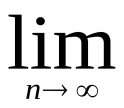 lim
n→ ∞